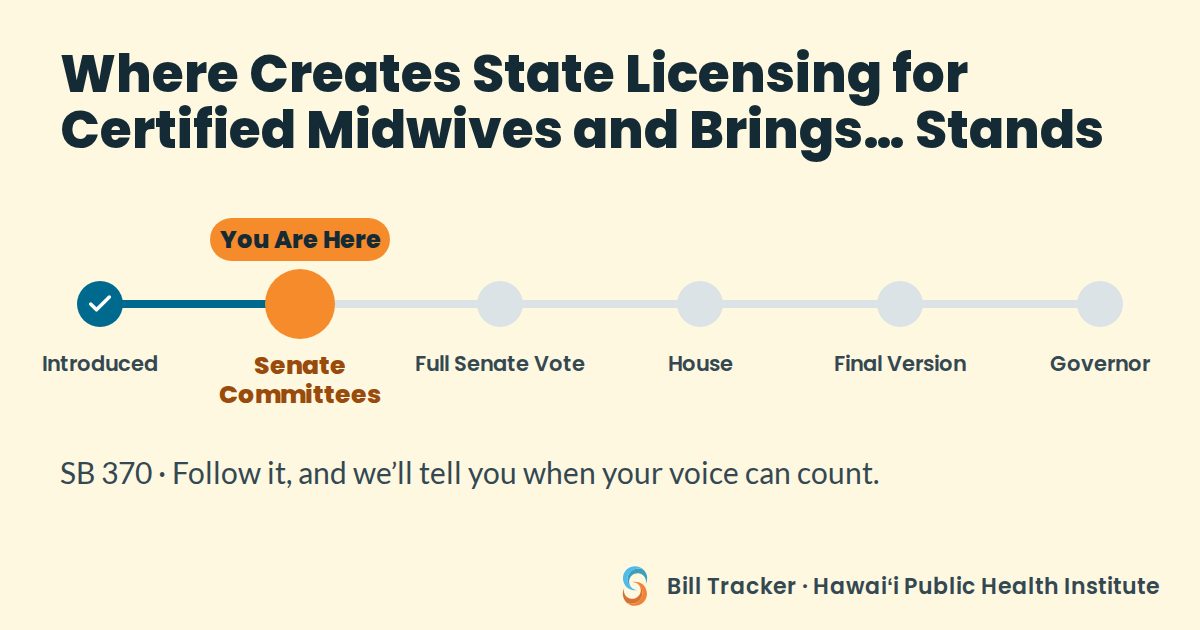 Where Creates State Licensing for
Certified Midwives and Brings... Stands
You Are Here
Introduced
Senate
Committees
Full Senate Vote
House
Final Version
Governor
SB 370 · Follow it, and we’ll tell you when your voice can count.
Bill Tracker · Hawaiʻi Public Health Institute